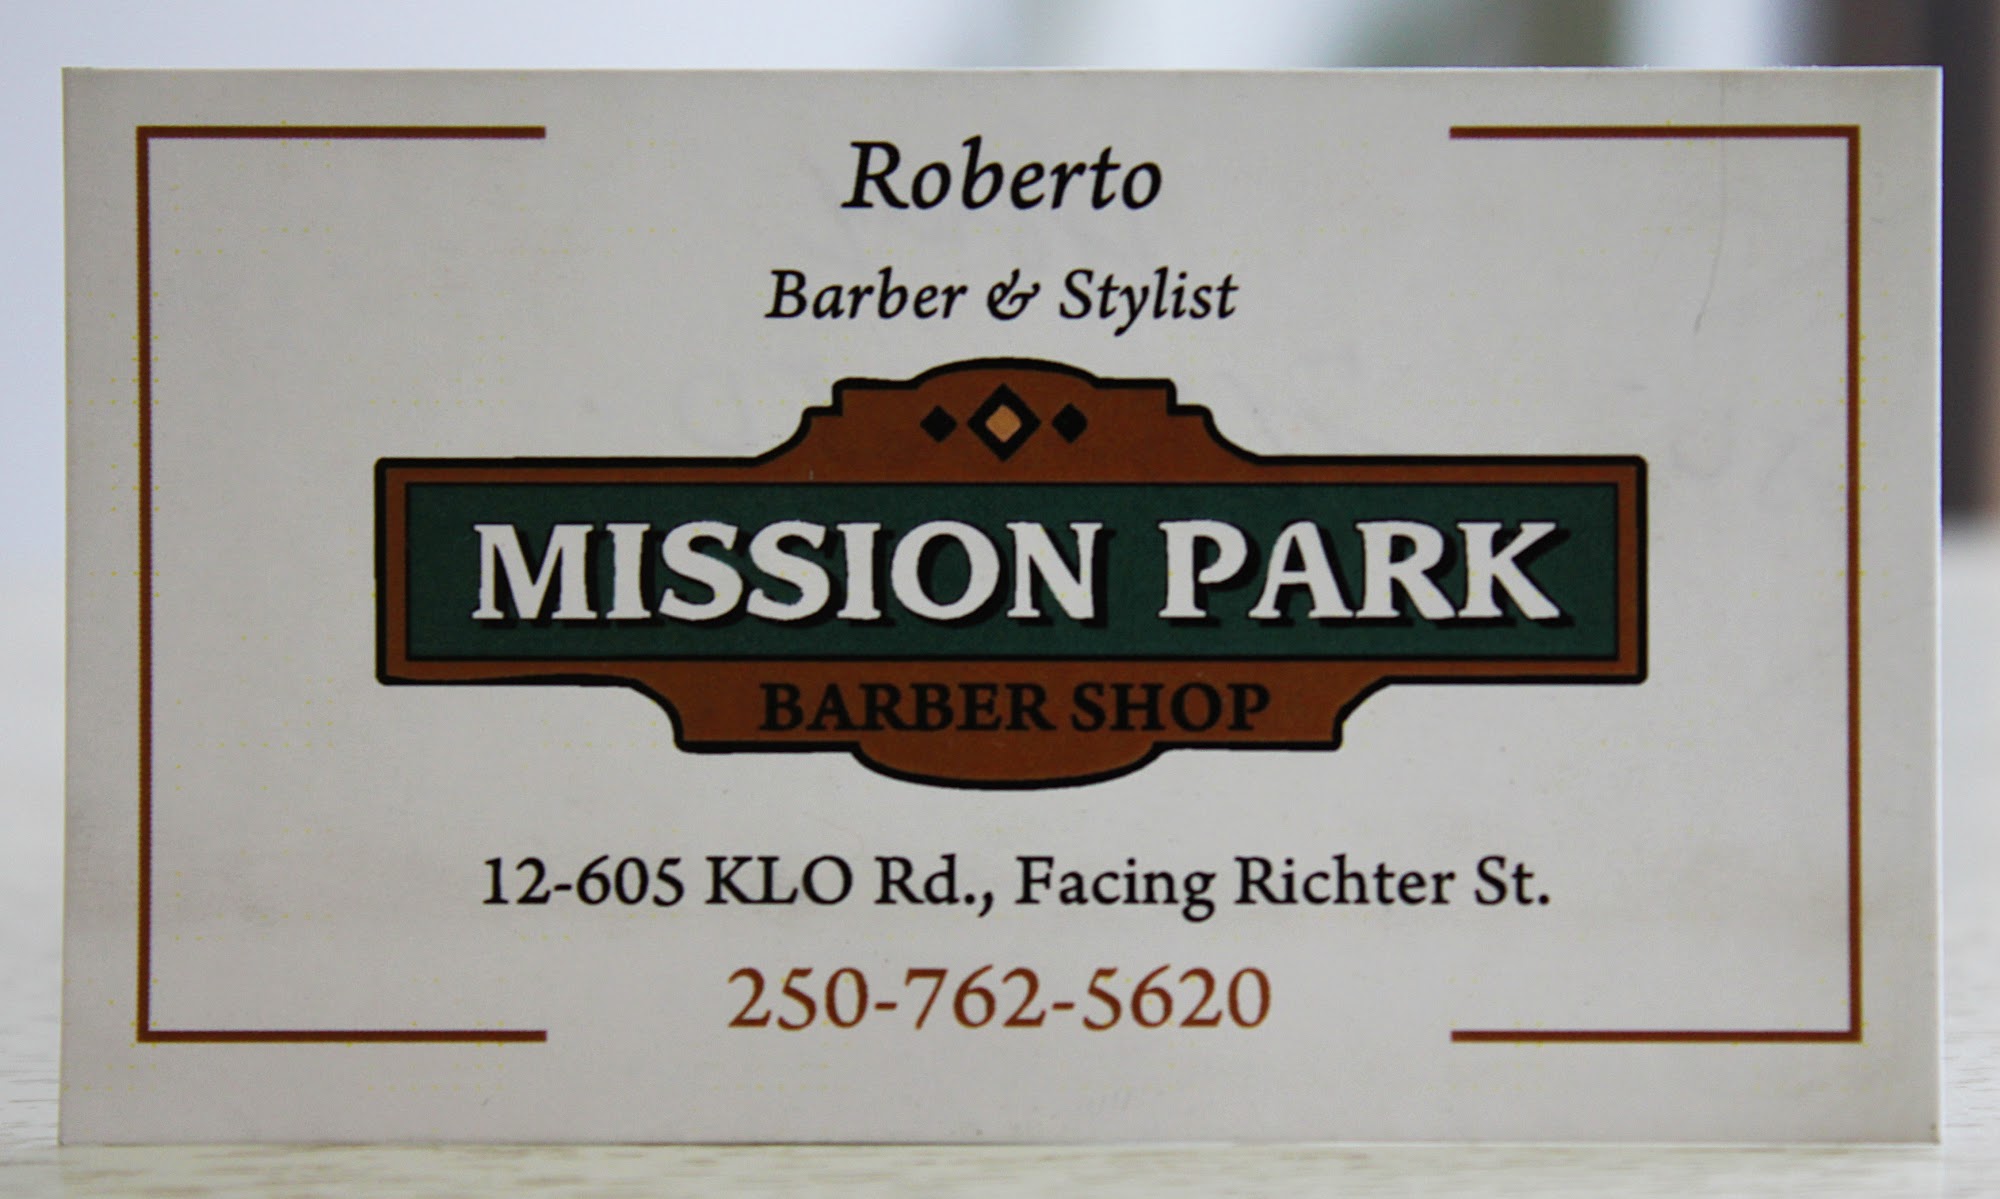 Roberto
Barber & Stylist
MISSION PARK
BARBER SHOP
12-605 KLO Rd., Facing Richter St.
250-762-5620